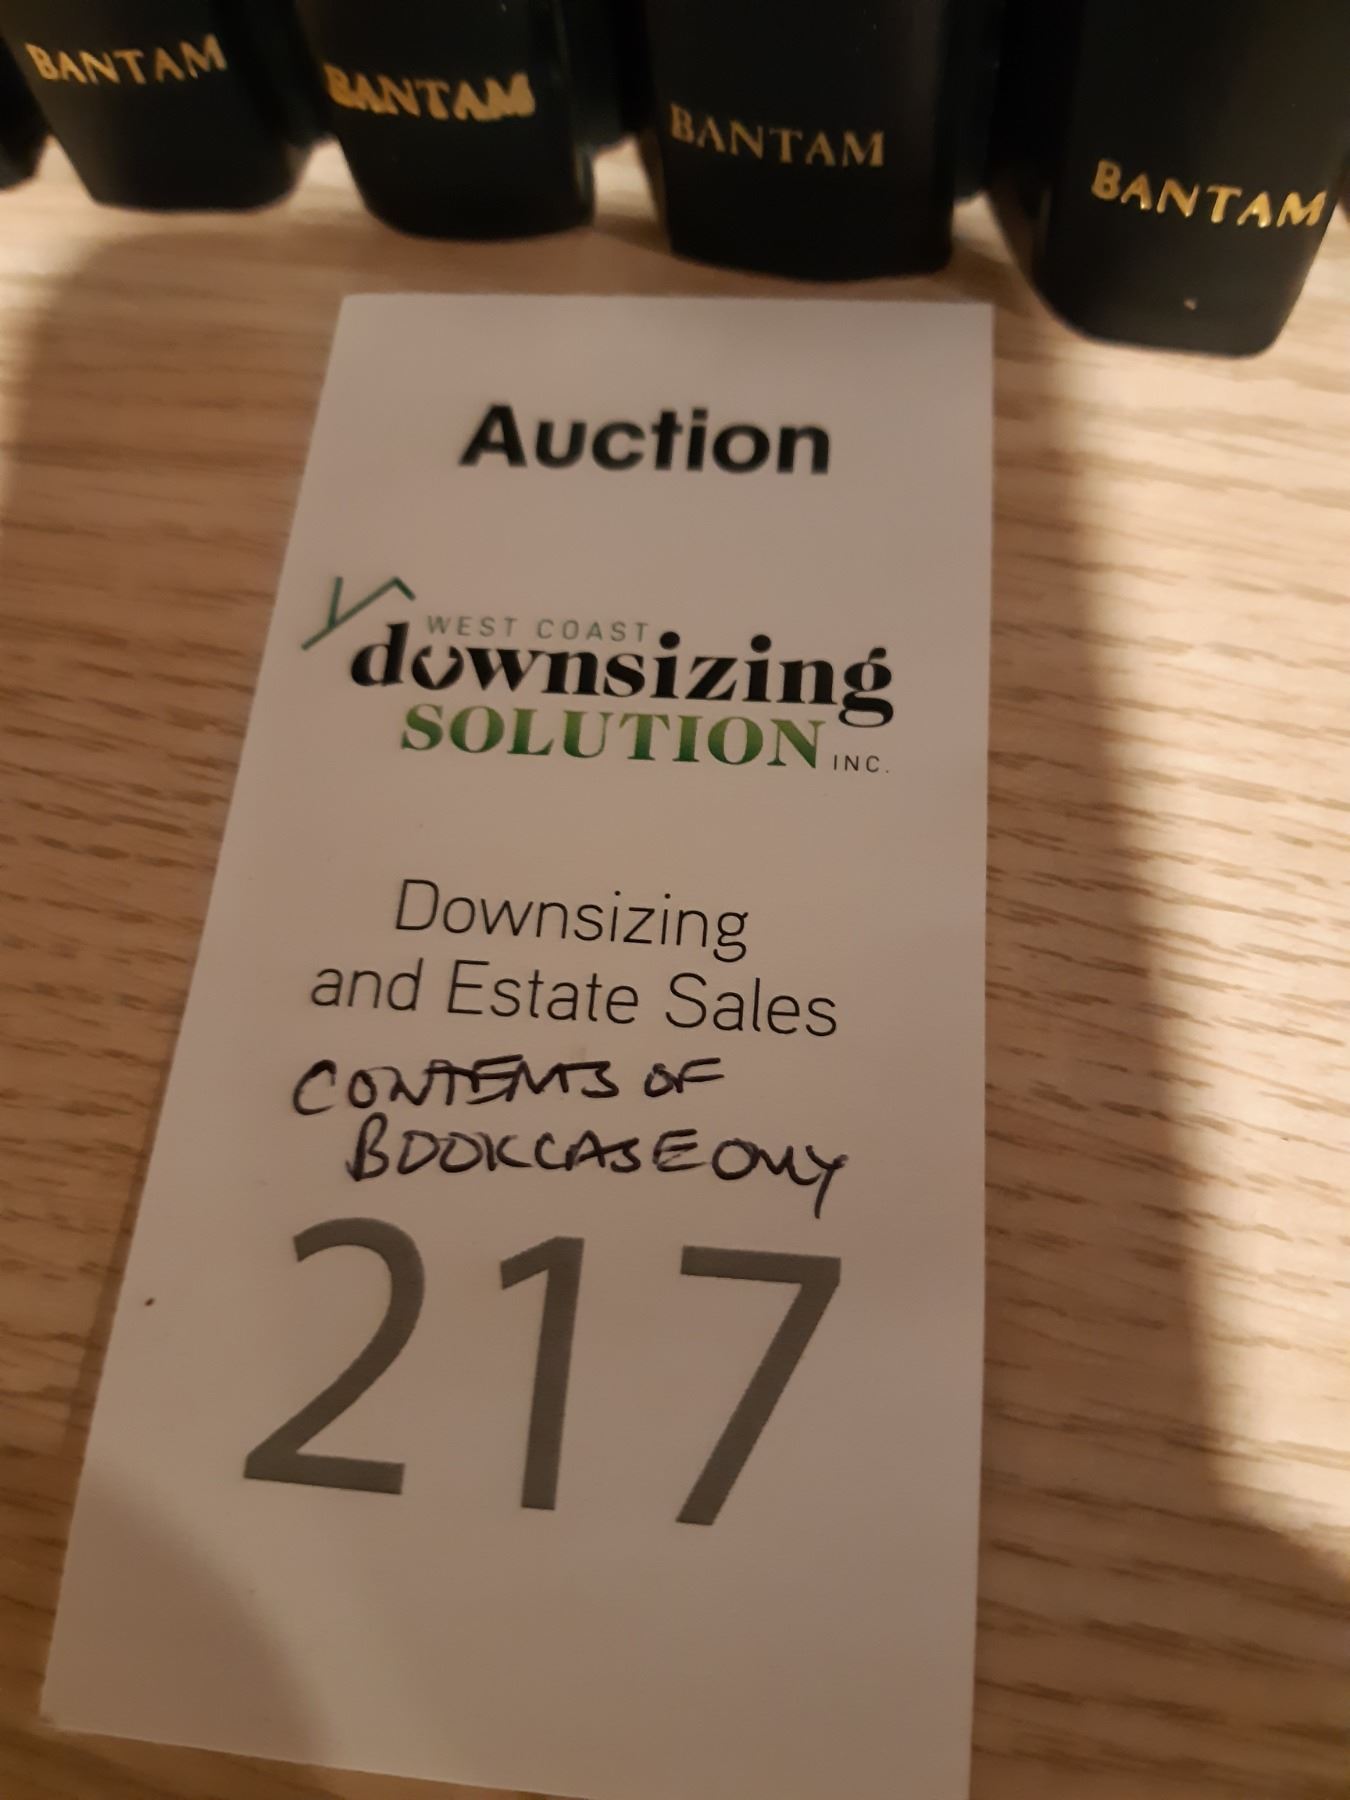 BANTAM BANTAM BANTAM BANTAM
Auction
WEST COAST
downsizing
SOLUTION INC.
Downsizing
and Estate Sales
CONTENTS OF
BOOKCASE ONLY
217